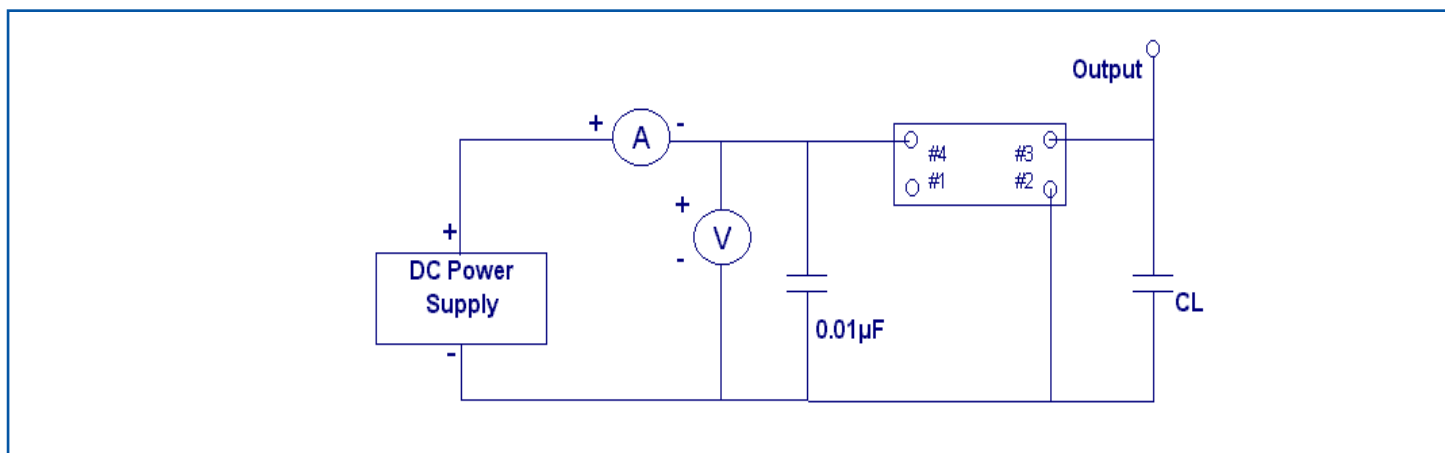 Output
+
A
-
#4
#3
#1
#2
+
V
-
+
DC Power
Supply
-
0.01µF
CL